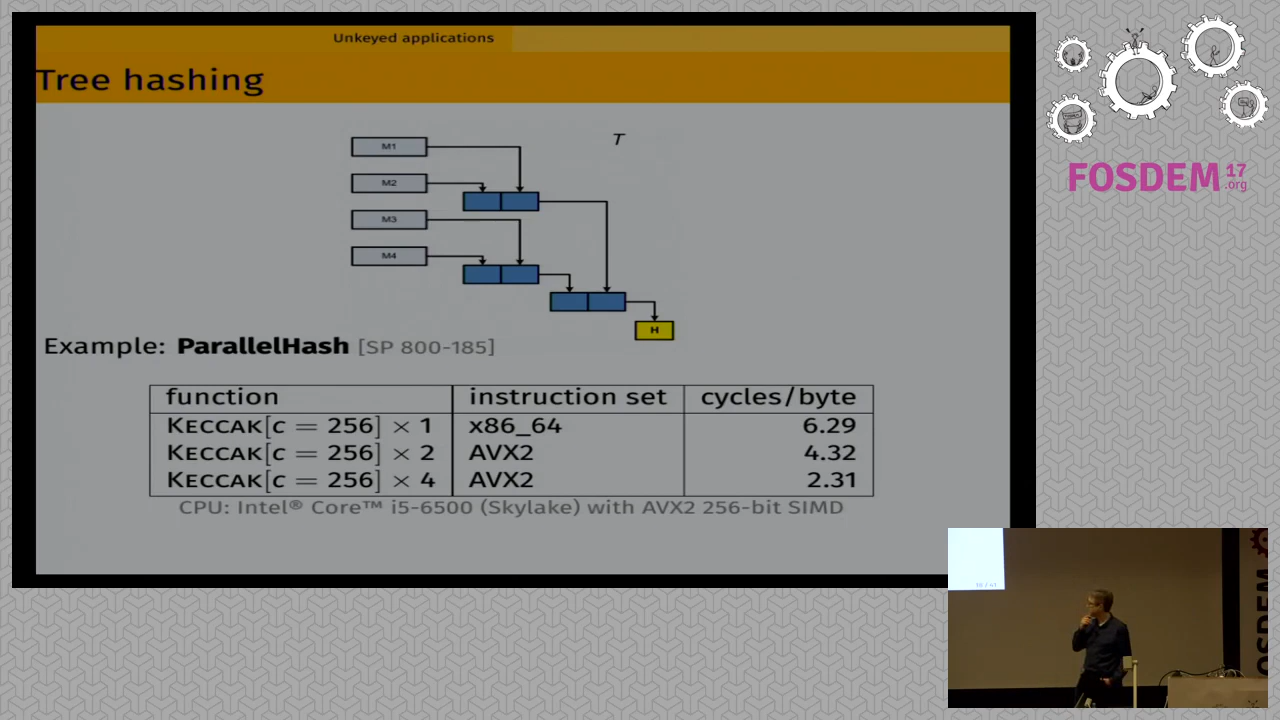 Unkeyed applications
Tree hashing
T
M1
M2
M3
M4
H
Example: ParallelHash [SP 800-185]
function instruction set cycles/byte
KECCAK[c = 256] × 1 x86_64 6.29
KECCAK[c = 256] × 2 AVX2 4.32
KECCAK[c = 256] × 4 AVX2 2.31
CPU: Intel® Core™ i5-6500 (Skylake) with AVX2 256-bit SIMD
FOSDEM 17
.org
OSDEM